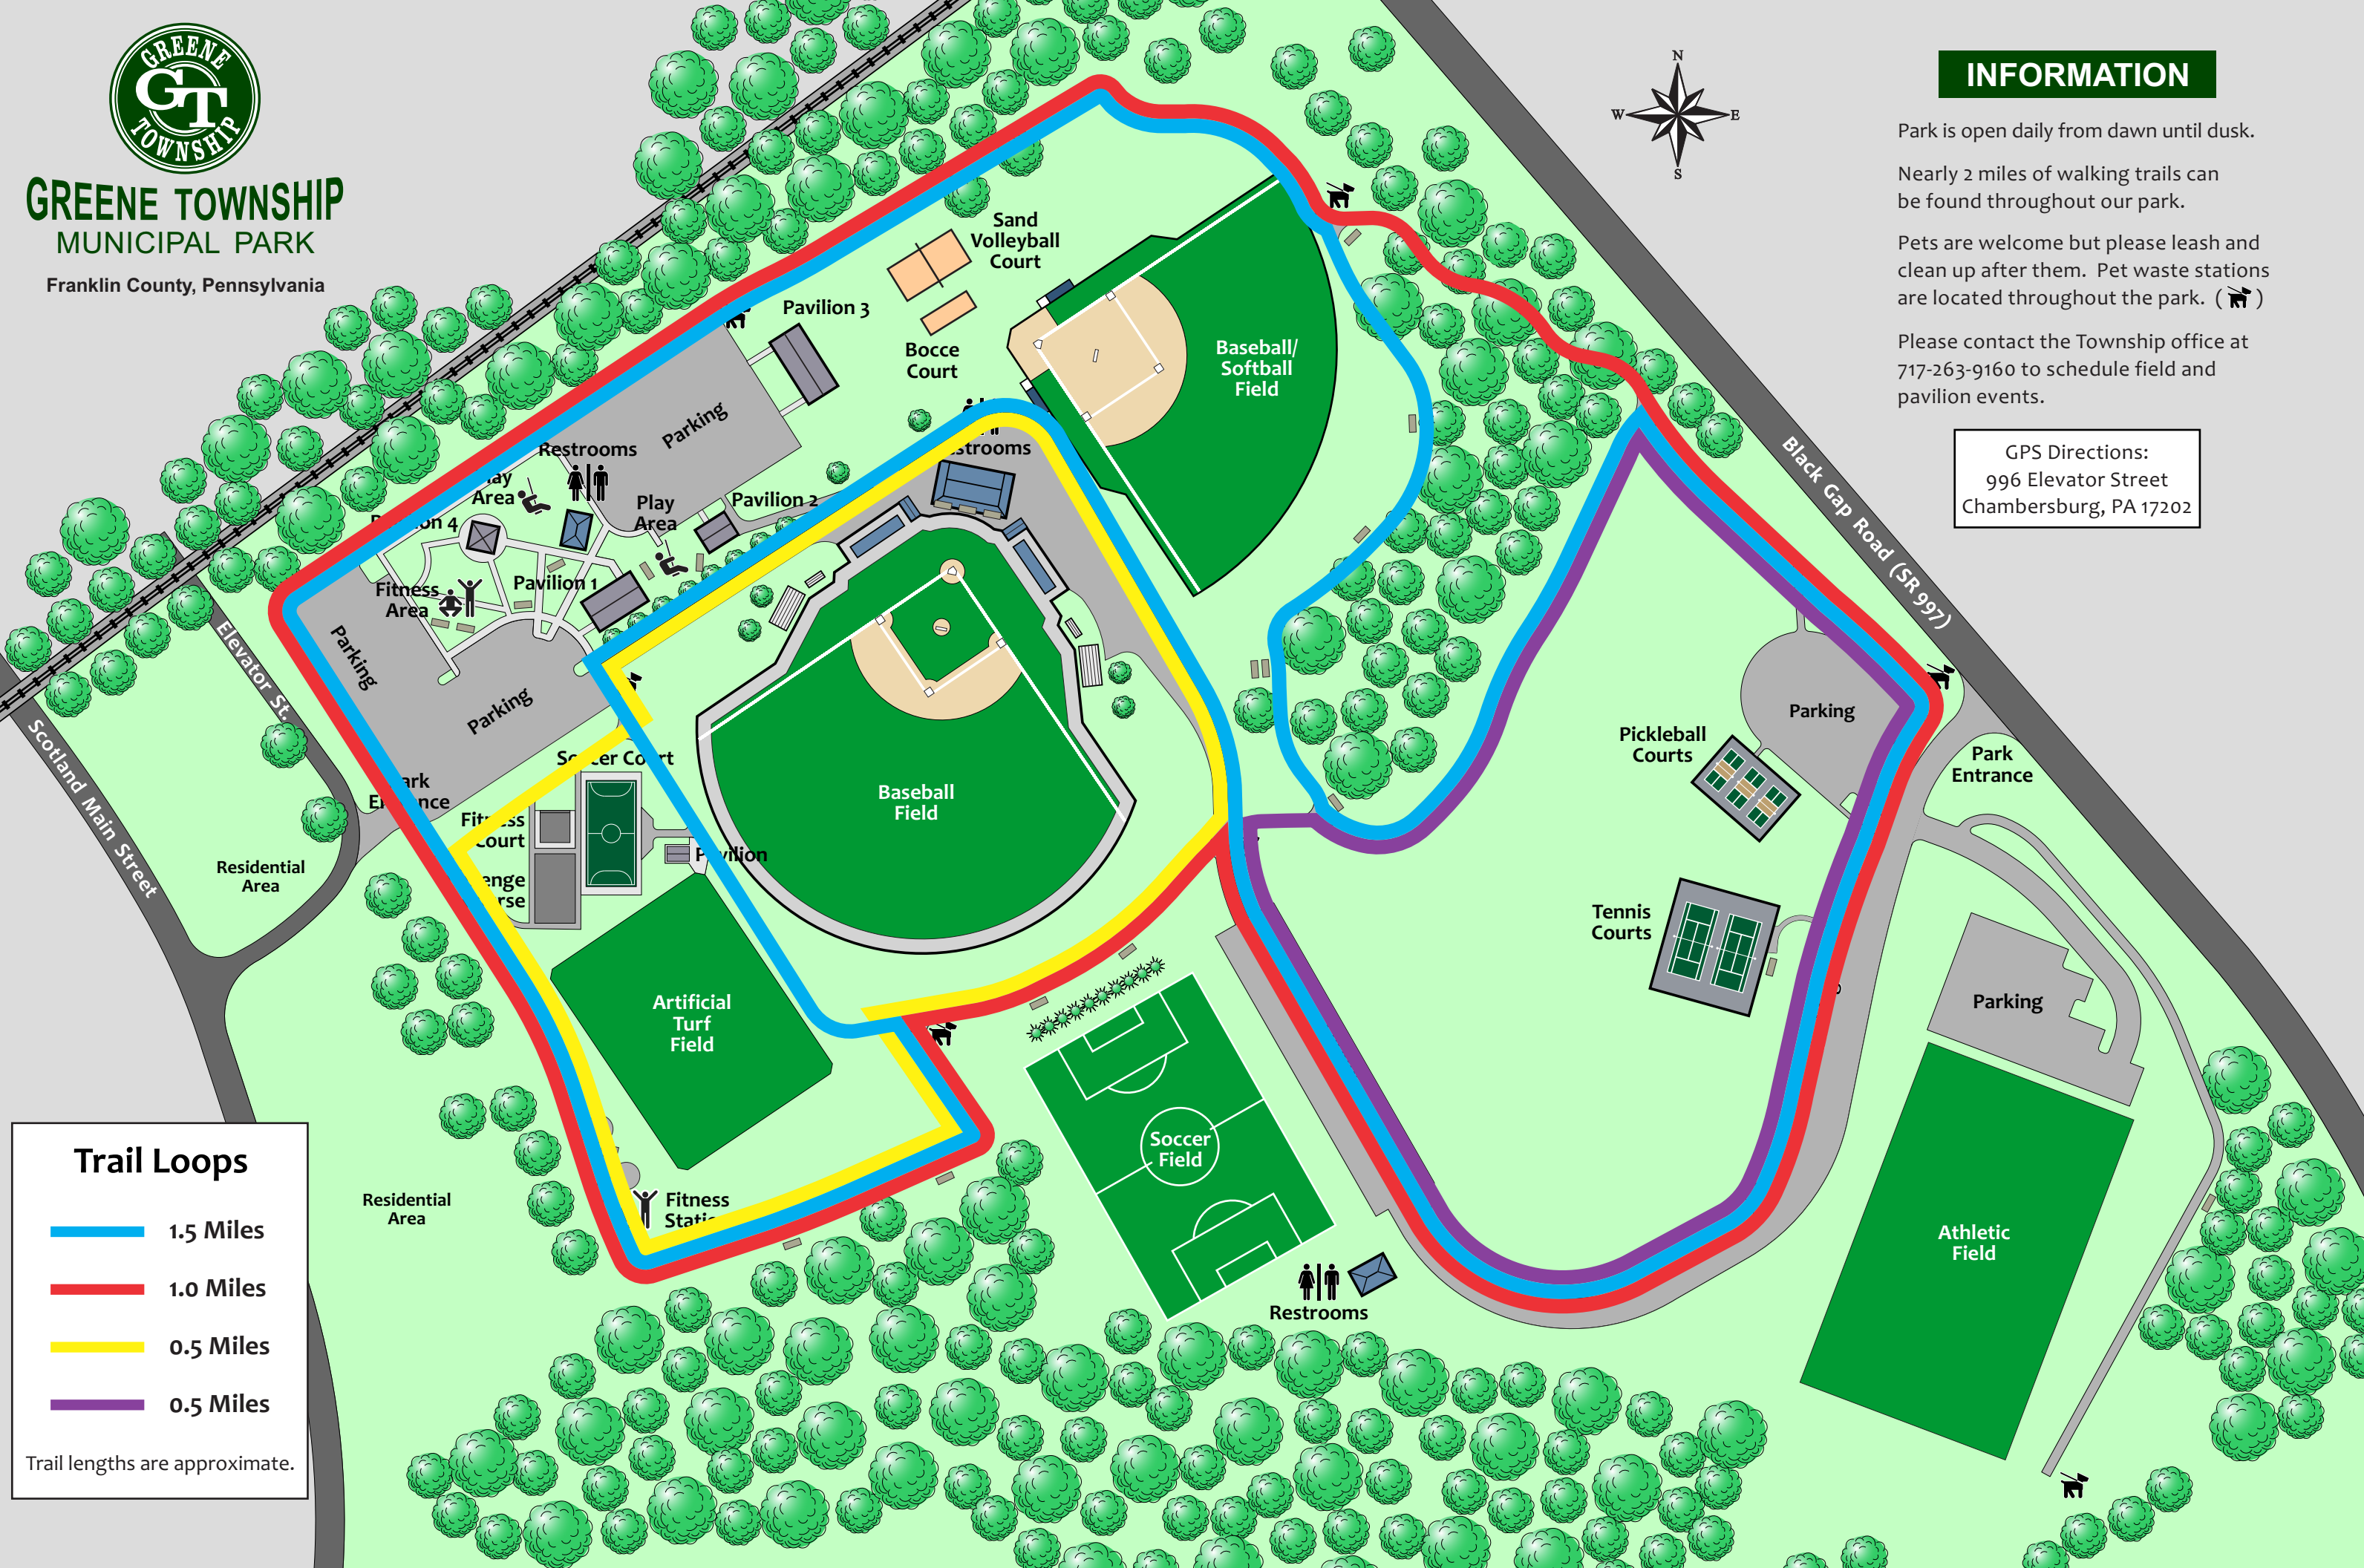 GREENE
GT
TOWNSHIP
GREENE TOWNSHIP
MUNICIPAL PARK
Franklin County, Pennsylvania
N
W
E
S
INFORMATION
Park is open daily from dawn until dusk.
Nearly 2 miles of walking trails can
be found throughout our park.
Pets are welcome but please leash and
clean up after them. Pet waste stations
are located throughout the park. ( )
Please contact the Township office at
717-263-9160 to schedule field and
pavilion events.
GPS Directions:
996 Elevator Street
Chambersburg, PA 17202
Sand
Volleyball
Court
Pavilion 3
Bocce
Court
Baseball/
Softball
Field
Parking
Restrooms
Area
Play
Area
Pavilion 2
Pavilion 1
Fitness
Area
Parking
Parking
Elevator St.
Scotland Main Street
Black Gap Road (SR 997)
Soccer Court
Court
Baseball
Field
Residential
Area
Artificial
Turf
Field
Parking
Pickleball
Courts
Park
Entrance
Tennis
Courts
Parking
Soccer
Field
Athletic
Field
Residential
Area
Fitness
Restrooms
Trail Loops
1.5 Miles
1.0 Miles
0.5 Miles
0.5 Miles
Trail lengths are approximate.